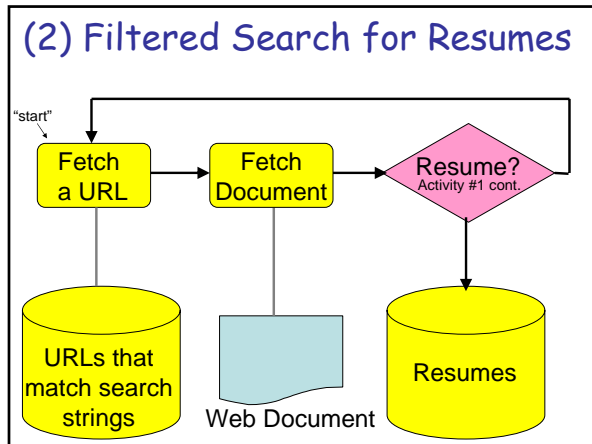 (2) Filtered Search for Resumes
“start”
Fetch
a URL
Fetch
Document
Resume?
Activity #1 cont.
URLs that
match search
strings
Web Document
Resumes